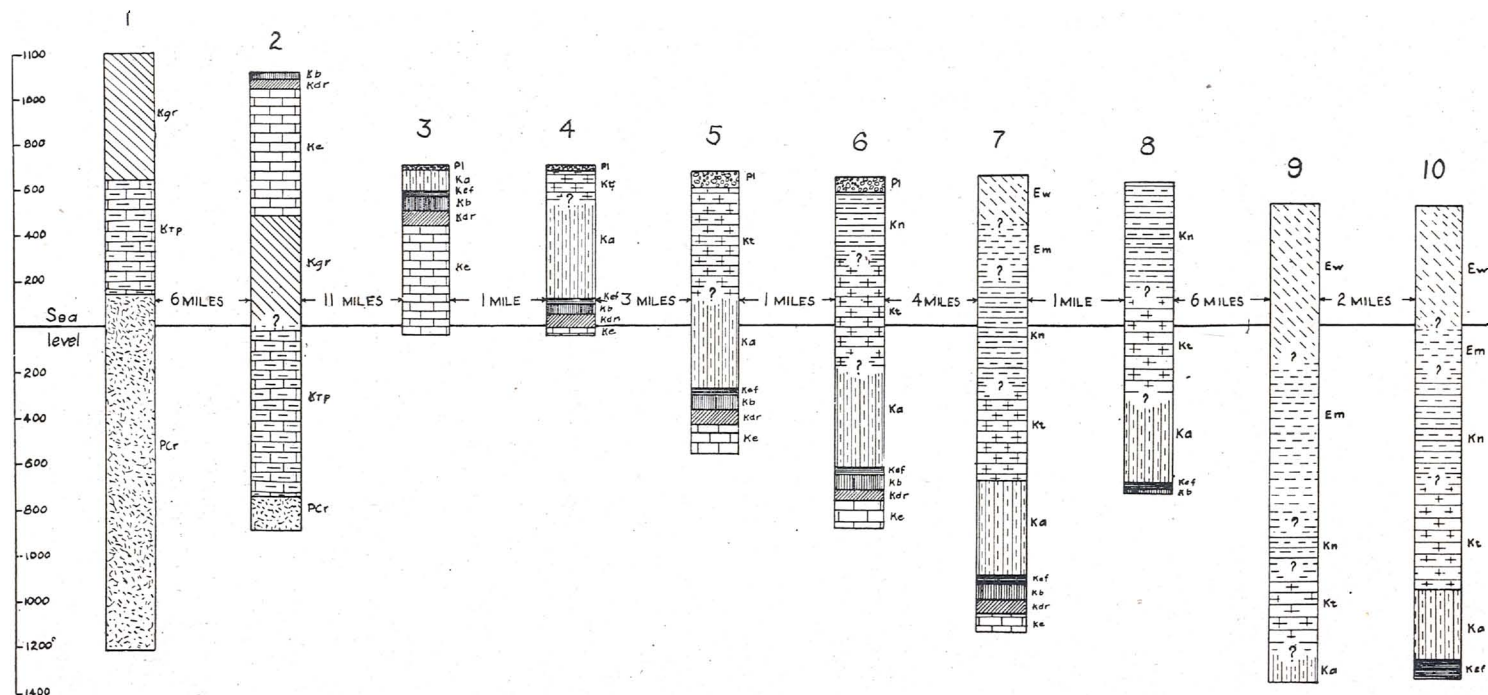 1
2
3
4
5
6
7
8
9
10
1100
1000
800
600
400
200
Sea
level
200
400
600
800
1000
1200
1400
6 MILES
11 MILES
1 MILE
3 MILES
1 MILE
4 MILES
1 MILE
6 MILES
2 MILES
Kgr
KTP
PCr
Kb
Kdr
Ke
Kgr
?
KTP
PCr
Pl
Ka
Kef
Kb
Kdr
Ke
Pl
Kt
?
Ka
Kef
Kb
Kdr
Ke
Pl
Kt
?
Ka
Kef
Kb
Kdr
Ke
Pl
Kn
?
Kt
?
Ka
Kef
Kb
Kdr
Ke
Ew
?
Em
?
Kn
?
Kt
Ka
Kef
Kb
Kdr
Ke
Kn
?
Kt
?
Ka
Kef
Kb
Ew
?
Em
?
Kn
?
Kt
?
Ka
Ew
?
Em
?
Kn
?
Kt
Ka
Kef